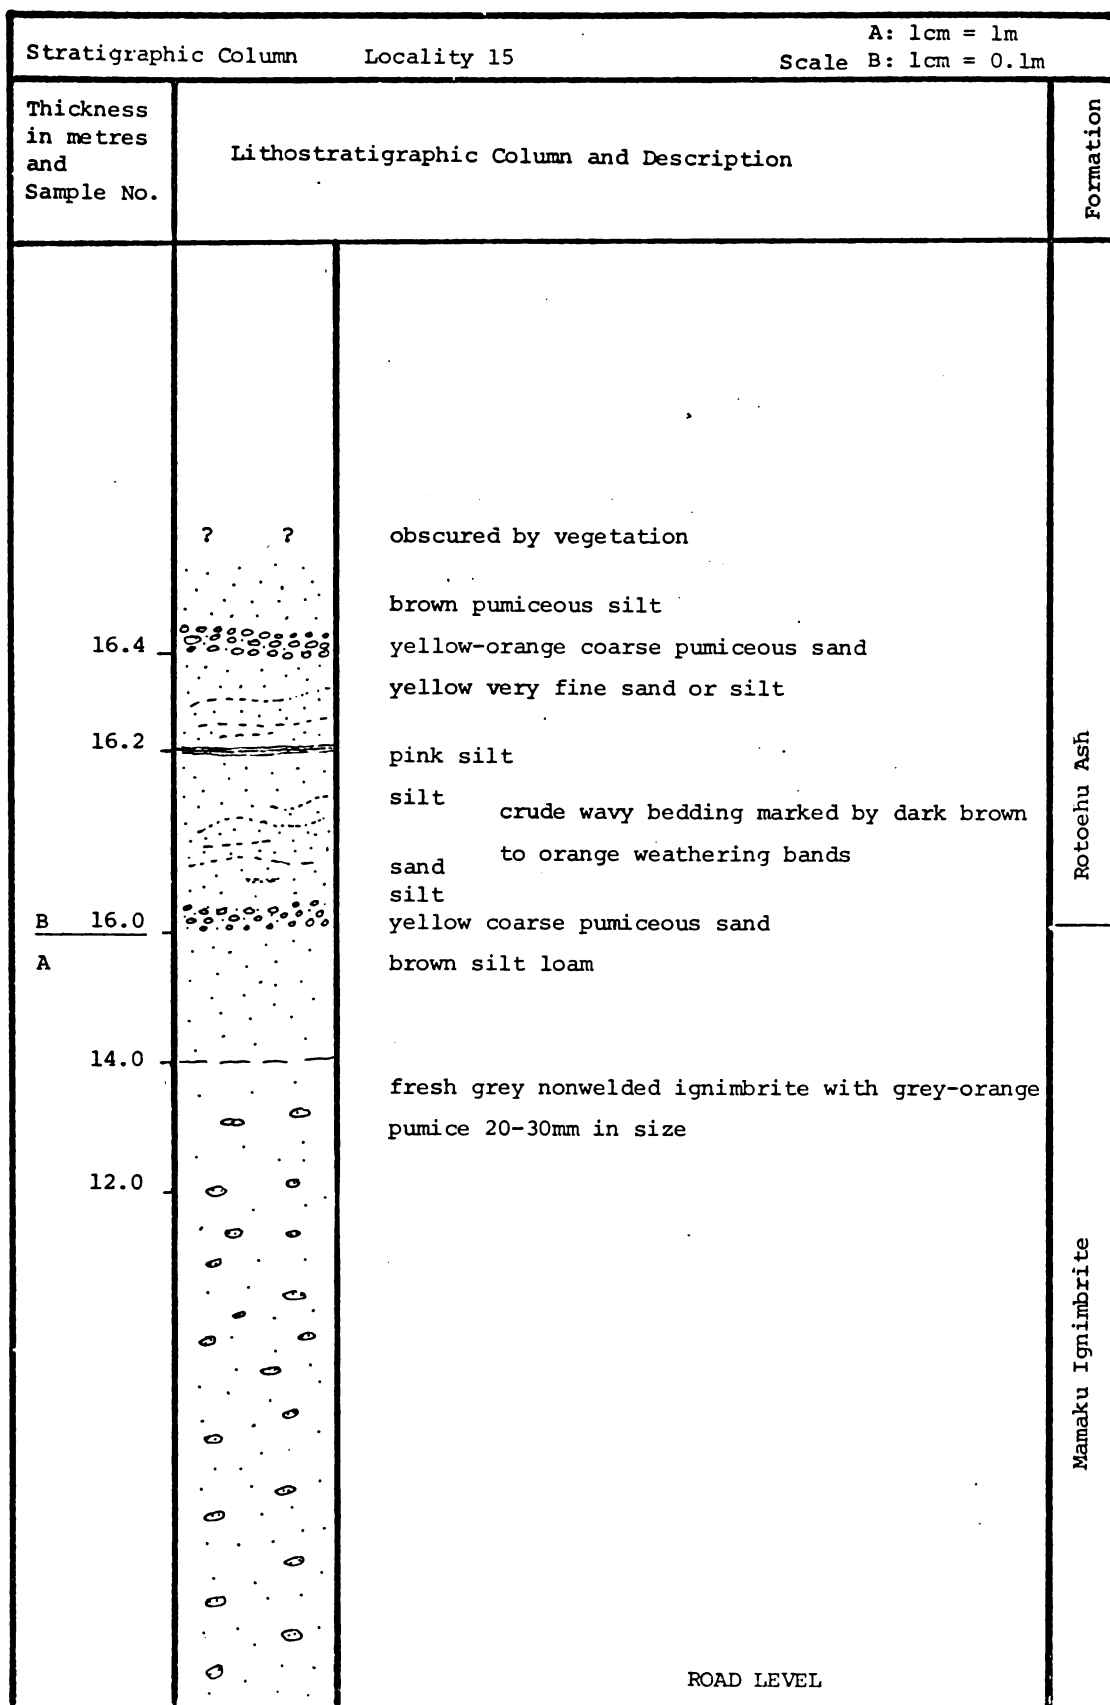 Stratigraphic Column Locality 15
A: 1cm = 1m
Scale B: 1cm = 0.1m
Thickness
in metres
and
Sample No.
Lithostratigraphic Column and Description
Formation
? ? obscured by vegetation
brown pumiceous silt
16.4 yellow-orange coarse pumiceous sand
yellow very fine sand or silt
16.2
pink silt
silt
crude wavy bedding marked by dark brown
to orange weathering bands
sand
silt
B 16.0 yellow coarse pumiceous sand
A brown silt loam
Rotoehu Ash
14.0
fresh grey nonwelded ignimbrite with grey-orange
pumice 20-30mm in size
12.0
Mamaku Ignimbrite
ROAD LEVEL